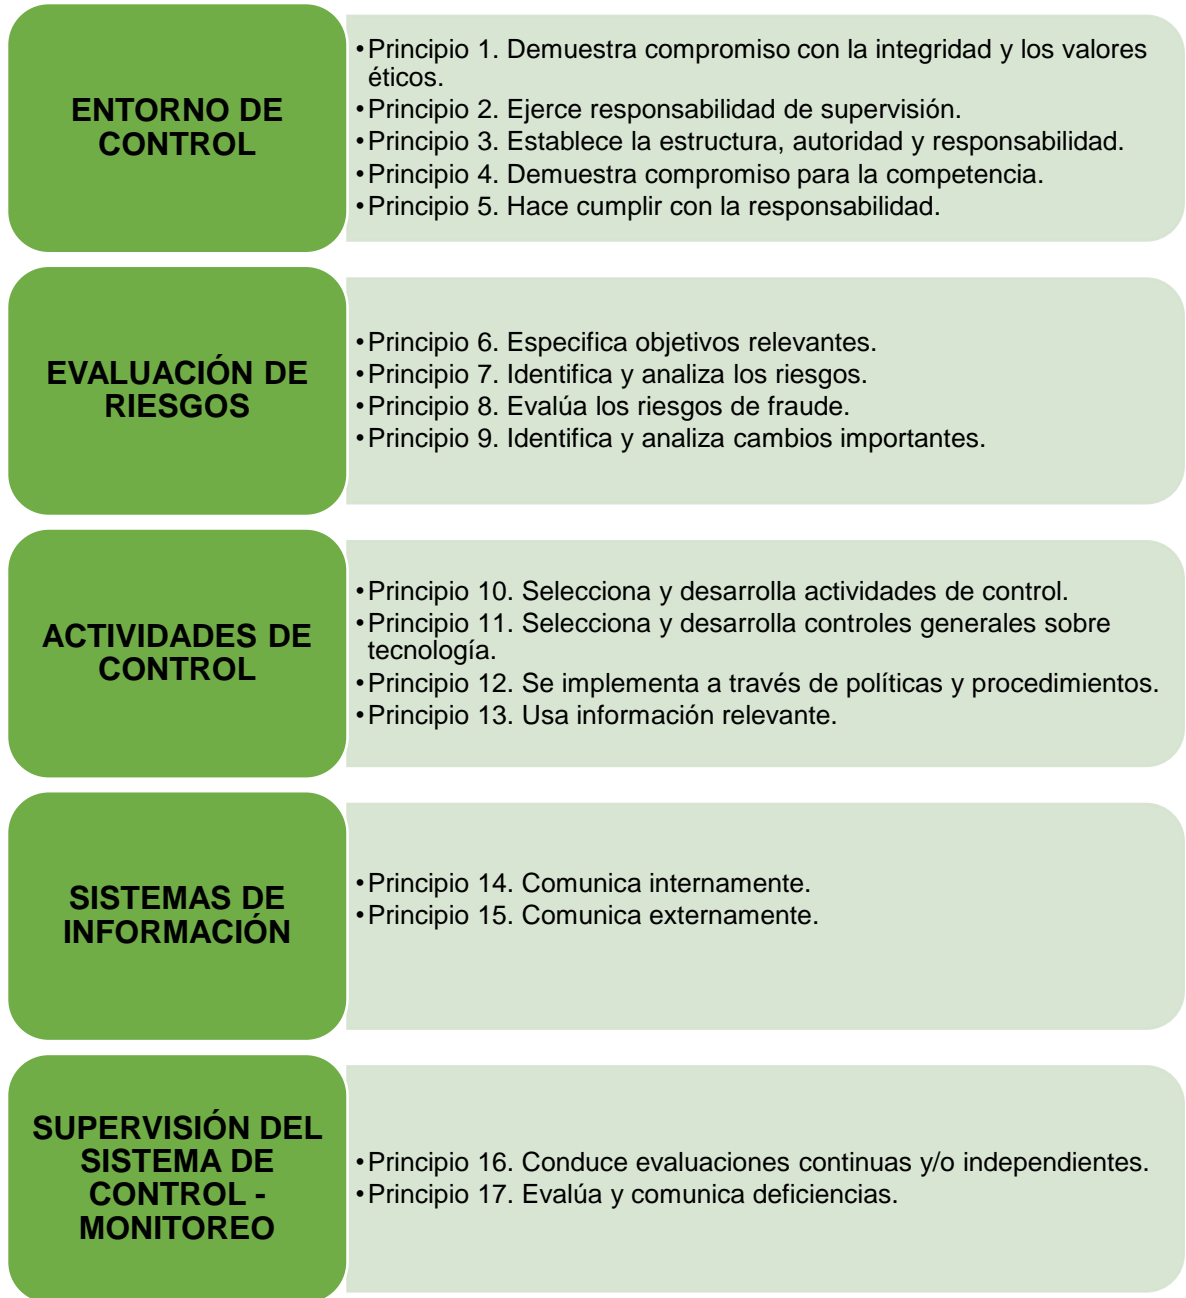 ENTORNO DE
CONTROL
•Principio 1. Demuestra compromiso con la integridad y los valores
éticos.
•Principio 2. Ejerce responsabilidad de supervisión.
•Principio 3. Establece la estructura, autoridad y responsabilidad.
•Principio 4. Demuestra compromiso para la competencia.
•Principio 5. Hace cumplir con la responsabilidad.
EVALUACIÓN DE
RIESGOS
•Principio 6. Especifica objetivos relevantes.
•Principio 7. Identifica y analiza los riesgos.
•Principio 8. Evalúa los riesgos de fraude.
•Principio 9. Identifica y analiza cambios importantes.
ACTIVIDADES DE
CONTROL
•Principio 10. Selecciona y desarrolla actividades de control.
•Principio 11. Selecciona y desarrolla controles generales sobre
tecnología.
•Principio 12. Se implementa a través de políticas y procedimientos.
•Principio 13. Usa información relevante.
SISTEMAS DE
INFORMACIÓN
•Principio 14. Comunica internamente.
•Principio 15. Comunica externamente.
SUPERVISIÓN DEL
SISTEMA DE
CONTROL -
MONITOREO
•Principio 16. Conduce evaluaciones continuas y/o independientes.
•Principio 17. Evalúa y comunica deficiencias.